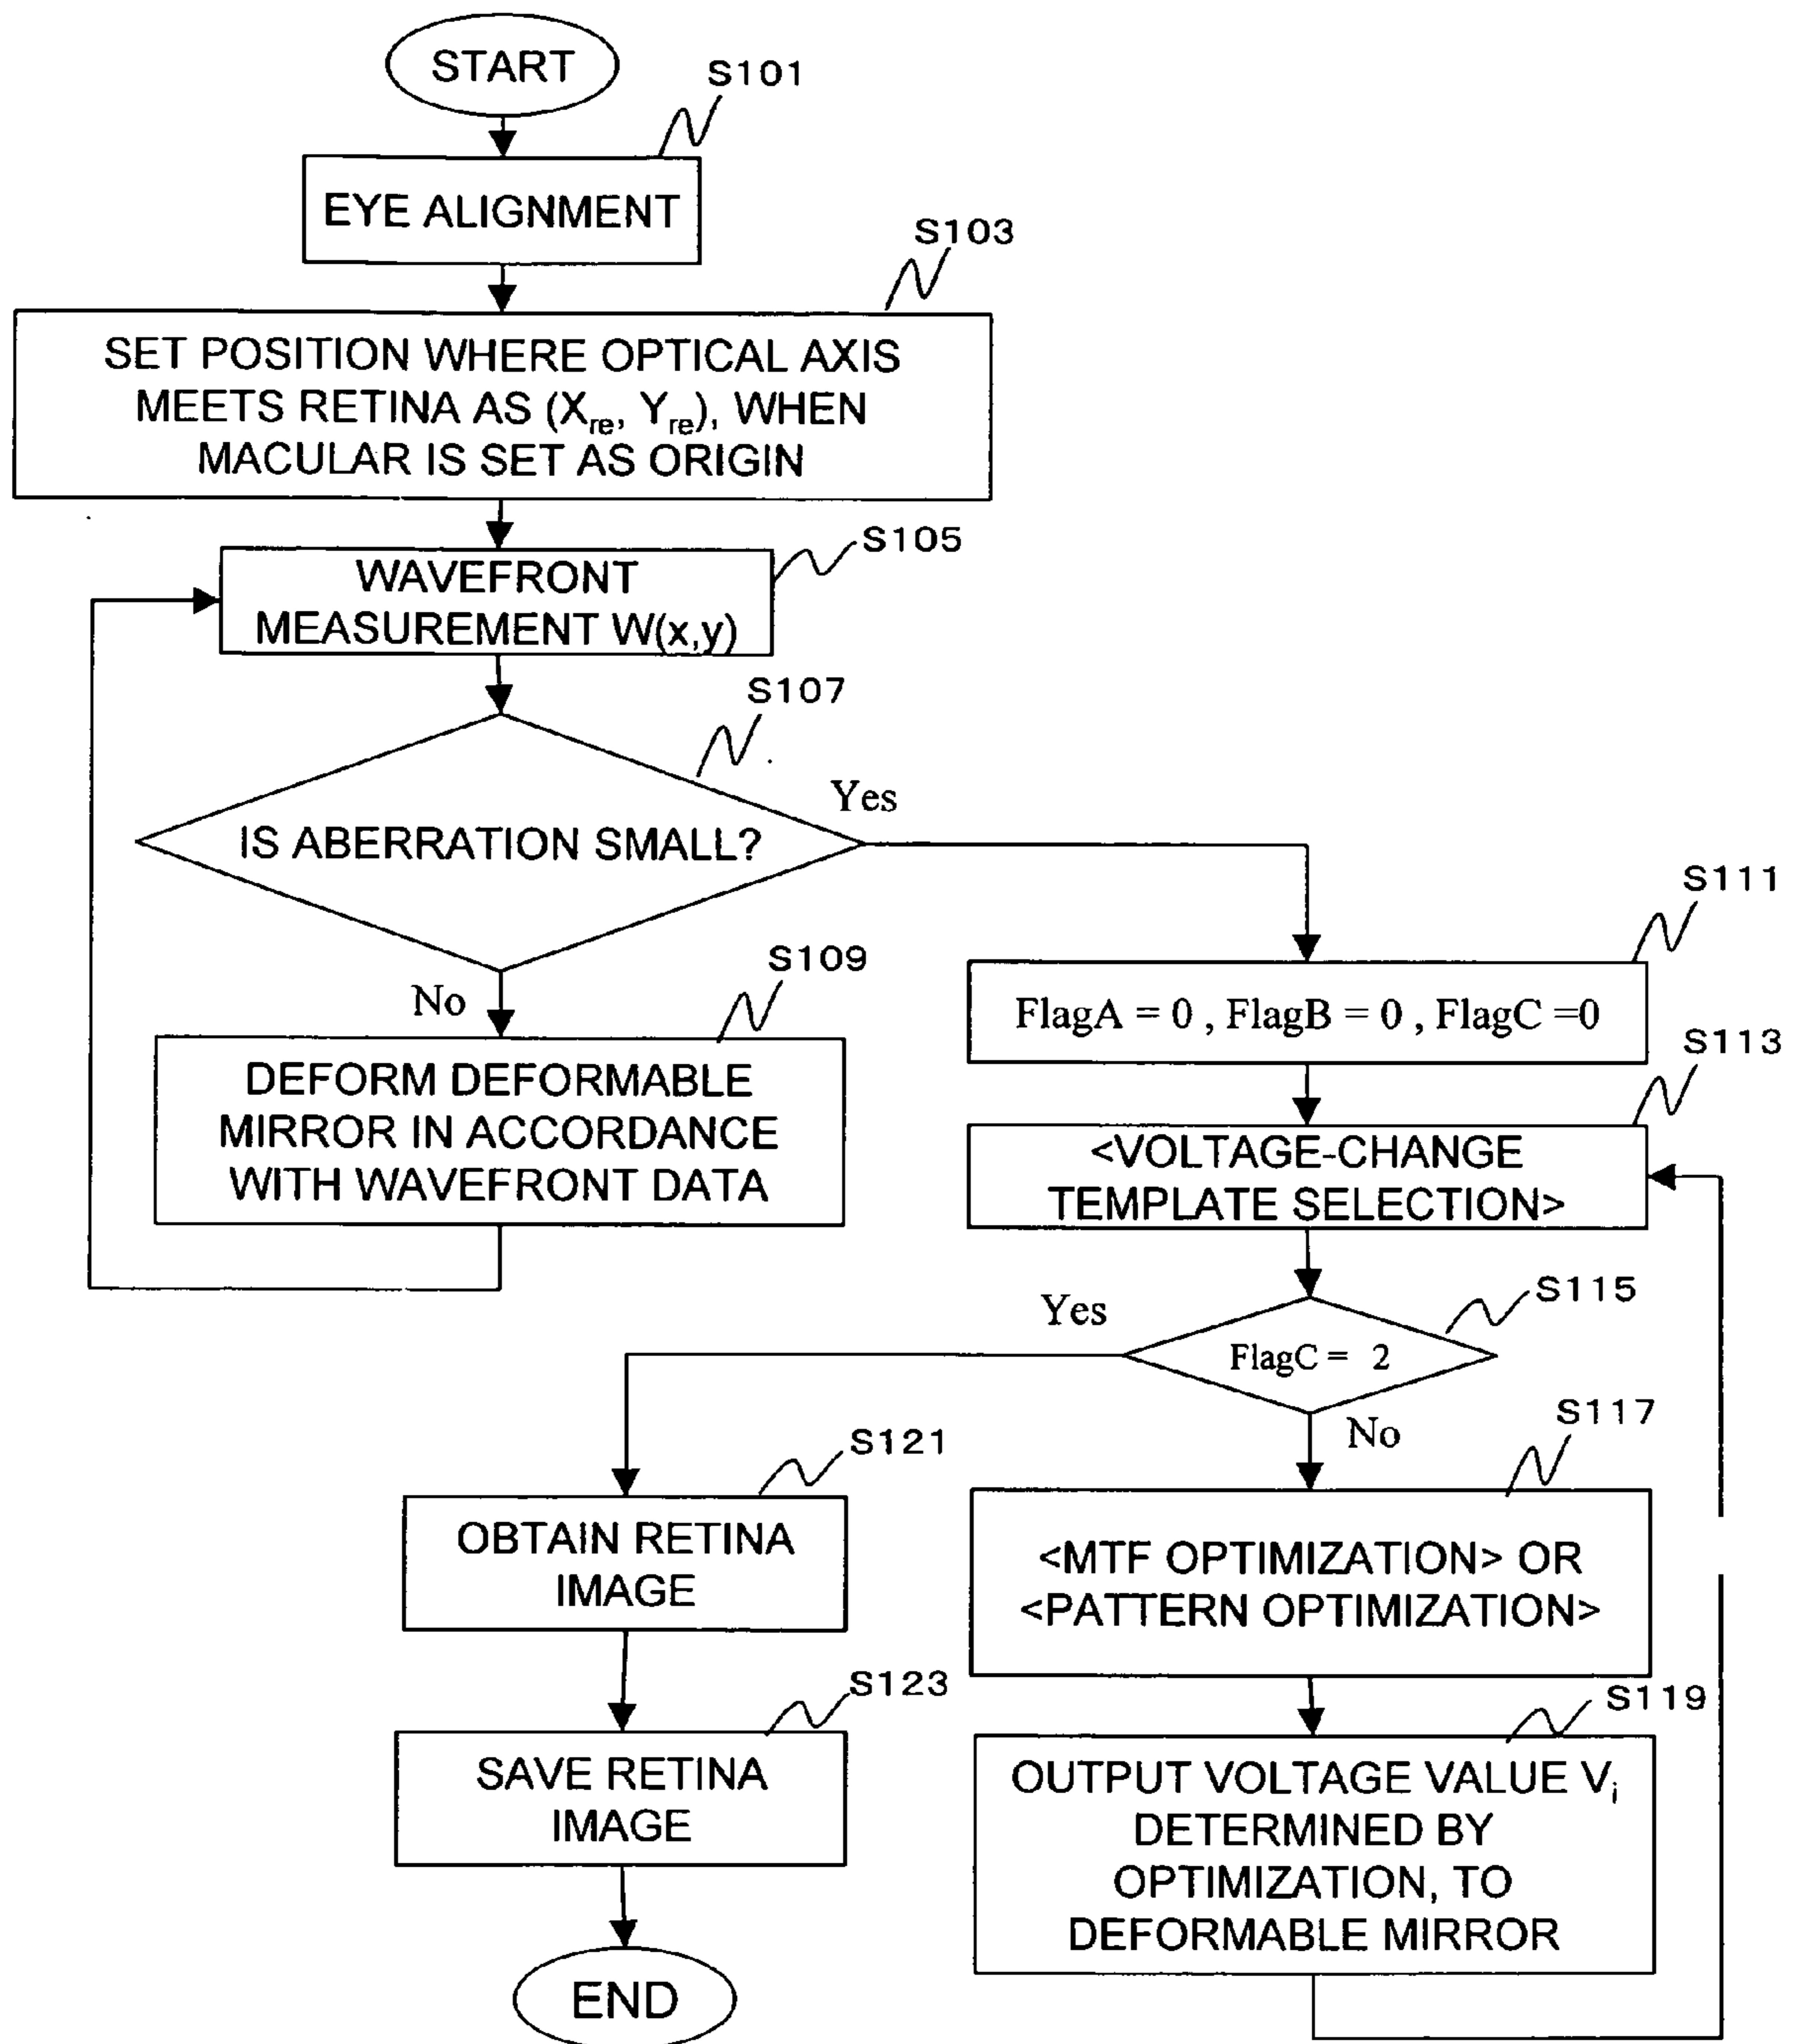 START
S101
EYE ALIGNMENT
S103
SET POSITION WHERE OPTICAL AXIS
MEETS RETINA AS (Xre, Yre), WHEN
MACULAR IS SET AS ORIGIN
S105
WAVEFRONT
MEASUREMENT W(x,y)
S107
IS ABERRATION SMALL?
Yes
No
S109
DEFORM DEFORMABLE
MIRROR IN ACCORDANCE
WITH WAVEFRONT DATA
S111
FlagA = 0 , FlagB = 0 , FlagC =0
S113
<VOLTAGE-CHANGE
TEMPLATE SELECTION>
S115
FlagC = 2
Yes
No
S117
<MTF OPTIMIZATION> OR
<PATTERN OPTIMIZATION>
S119
OUTPUT VOLTAGE VALUE Vi
DETERMINED BY
OPTIMIZATION, TO
DEFORMABLE MIRROR
S121
OBTAIN RETINA
IMAGE
S123
SAVE RETINA
IMAGE
END